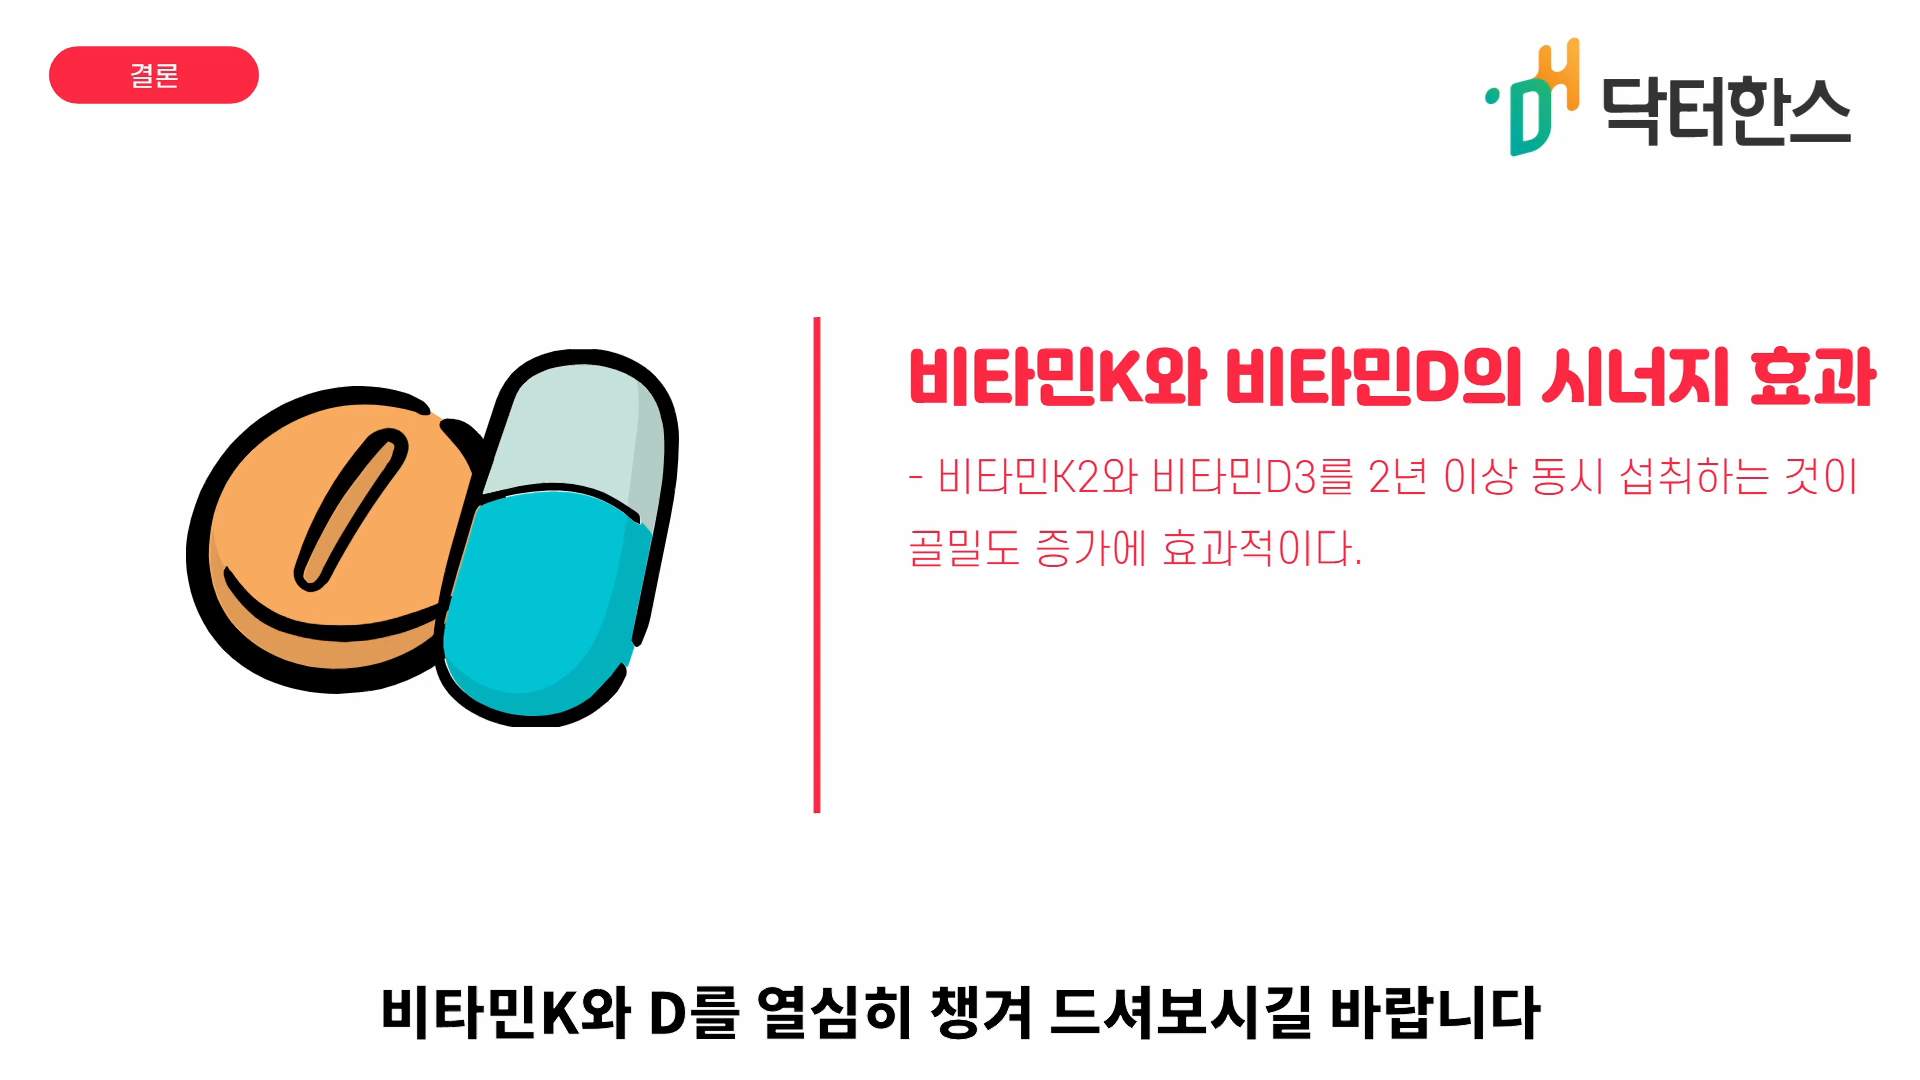 결론
닥터한스
비타민K와 비타민D의 시너지 효과
- 비타민K2와 비타민D3를 2년 이상 동시 섭취하는 것이
골밀도 증가에 효과적이다.
비타민K와 D를 열심히 챙겨 드셔보시길 바랍니다